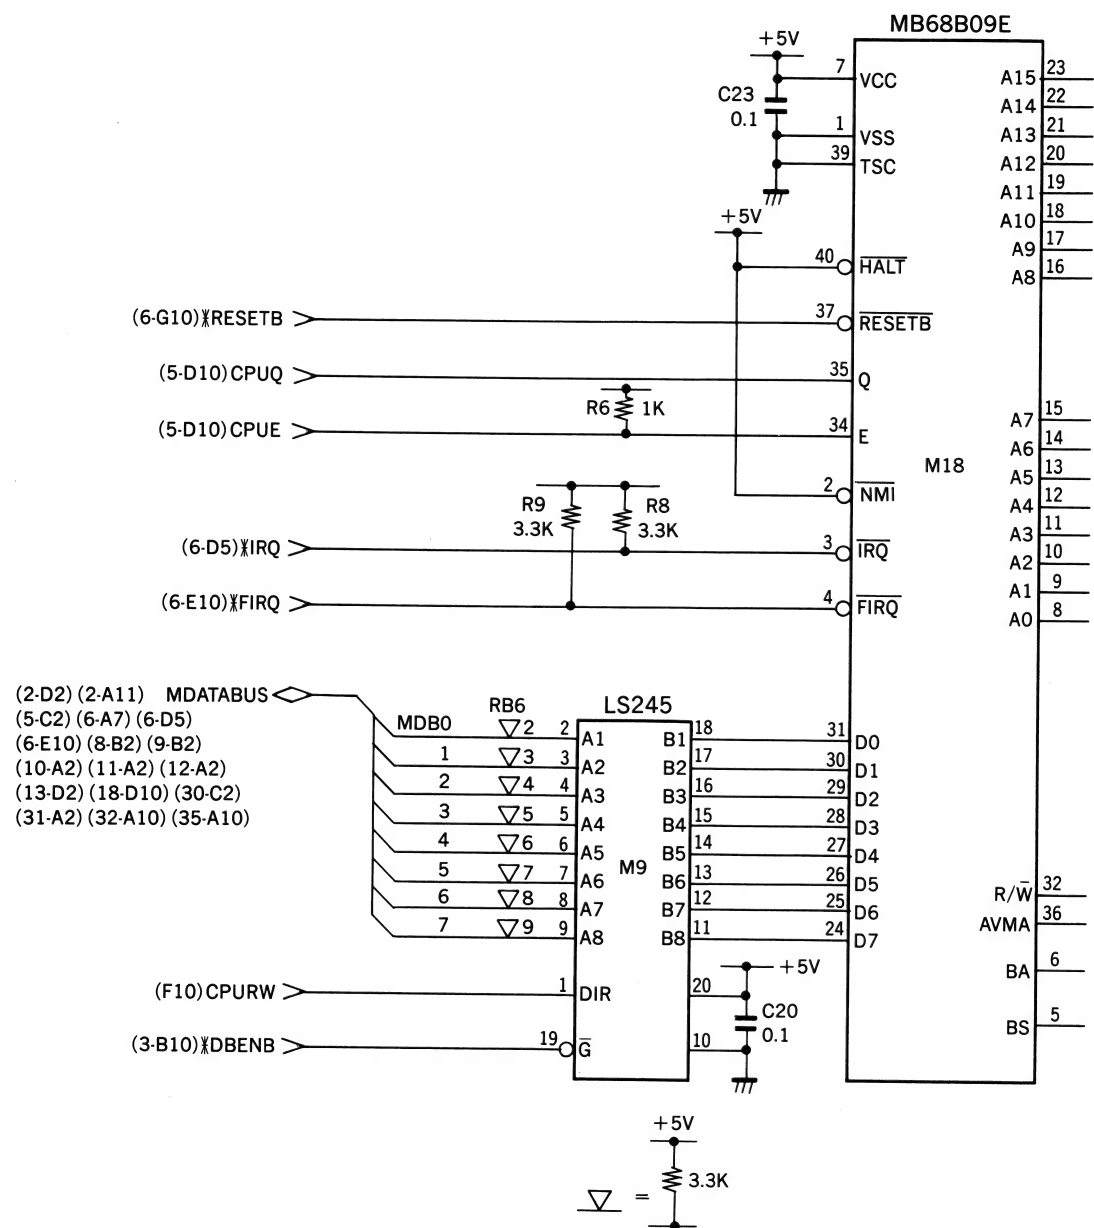 MB68B09E
+5V
7 VCC A15 23
C23
0.1
A14 22
1 VSS A13 21
39 TSC A12 20
A11 19
+5V
A10 18
A9 17
40 HALT
A8 16
(6-G10)*RESETB 37 RESETB
(5-D10)CPUQ 35 Q
R6 1K
A7 15
(5-D10)CPUE 34 E
A6 14
M18
A5 13
2 NMI
A4 12
R9
3.3K
R8
3.3K
A3 11
(6-D5)*IRQ 3 IRQ
A2 10
A1 9
(6-E10)*FIRQ 4 FIRQ
A0 8
(2-D2) (2-A11) MDATABUS
(5-C2) (6-A7) (6-D5)
(6-E10) (8-B2) (9-B2)
(10-A2) (11-A2) (12-A2)
(13-D2) (18-D10) (30-C2)
(31-A2) (32-A10) (35-A10)
RB6 LS245
MDB0 2 2 A1 B1 18 31 D0
1 3 3 A2 B2 17 30 D1
2 4 4 A3 B3 16 29 D2
3 5 5 A4 B4 15 28 D3
4 6 6 A5 B5 14 27 D4
M9
5 7 7 A6 B6 13 26 D5
6 8 8 A7 B7 12 25 D6
7 9 9 A8 B8 11 24 D7
R/W 32
AVMA 36
BA 6
BS 5
+5V
(F10)CPURW 1 DIR 20
C20
0.1
(3-B10)*DBENB 19 G 10
+5V
= 3.3K